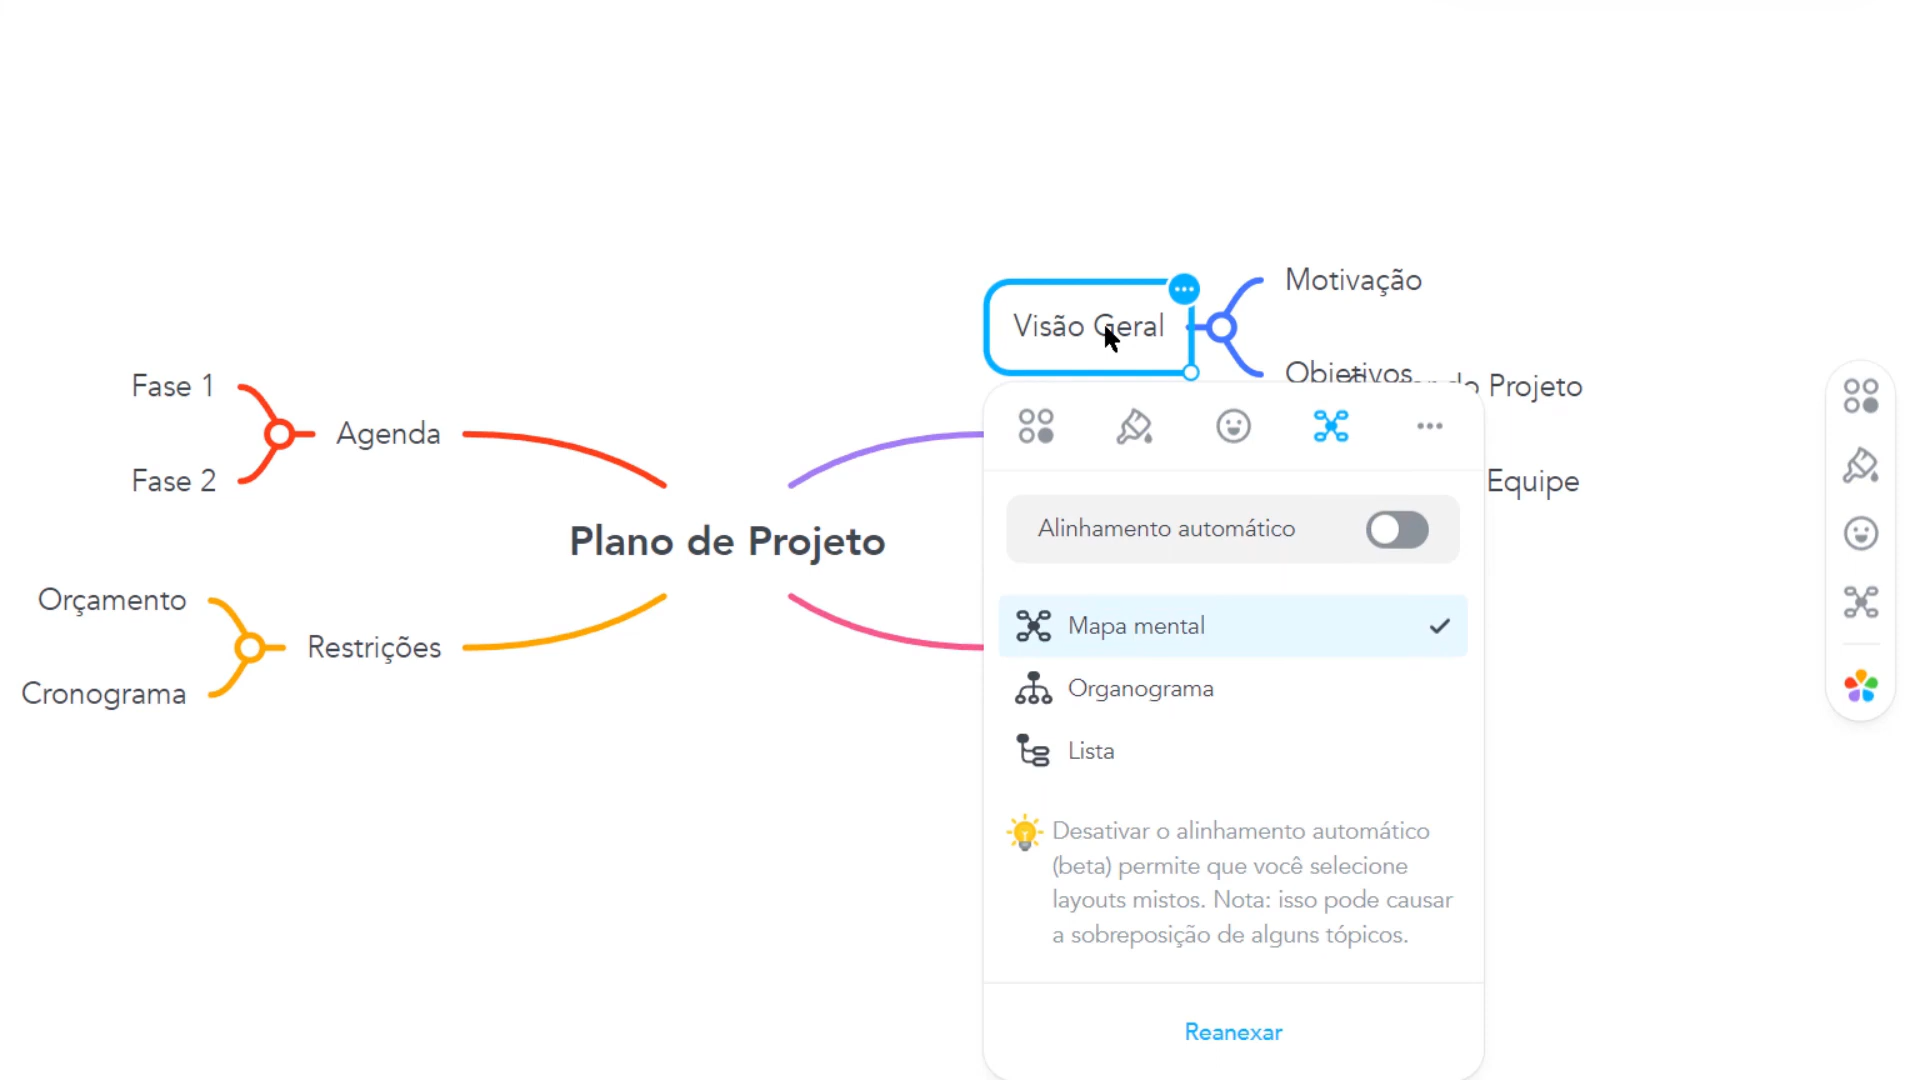 Motivação
Visão Geral
Objetivos
do Projeto
Fase 1
Agenda
Fase 2
Equipe
Plano de Projeto
Alinhamento automático
Orçamento
Restrições
Cronograma
Mapa mental
Organograma
Lista
Desativar o alinhamento automático
(beta) permite que você selecione
layouts mistos. Nota: isso pode causar
a sobreposição de alguns tópicos.
Reanexar